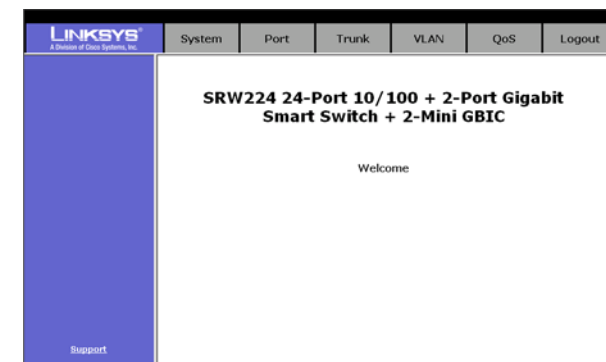 LINKSYS®
A Division of Cisco Systems, Inc.
System
Port
Trunk
VLAN
QoS
Logout
SRW224 24-Port 10/100 + 2-Port Gigabit
Smart Switch + 2-Mini GBIC
Welcome
Support